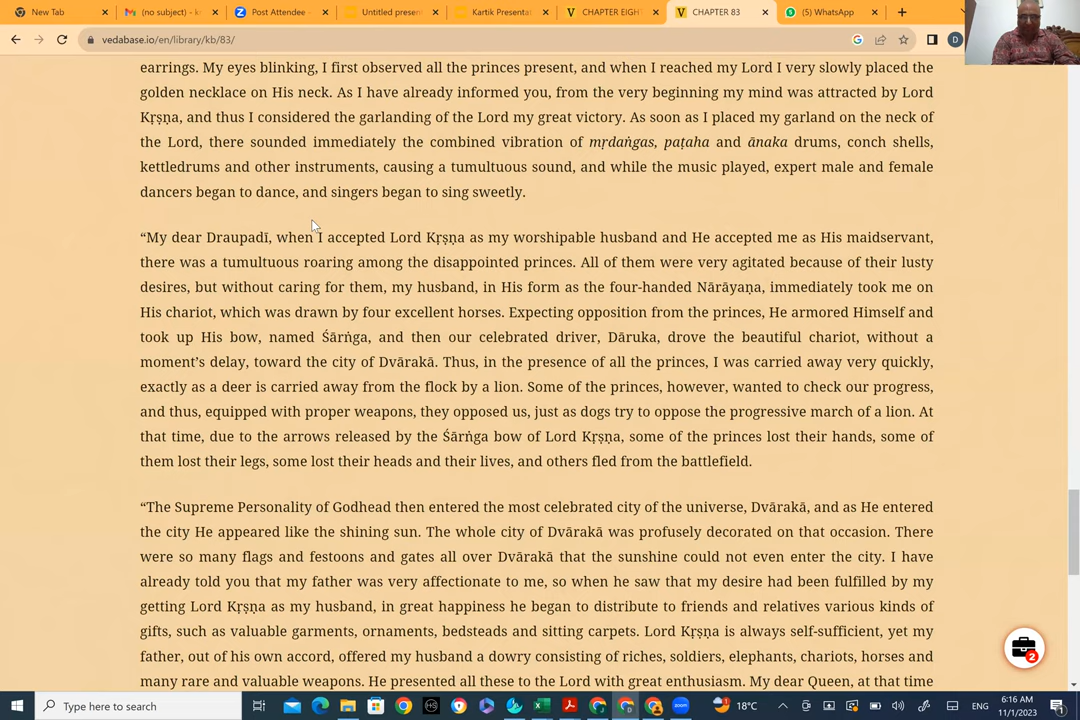 New Tab
(no subject) - k
Post Attendee -
Untitled presen
Kartik Presenta
CHAPTER EIGH
CHAPTER 83
(5) WhatsApp
vedabase.io/en/library/kb/83/
D
earrings. My eyes blinking, I first observed all the princes present, and when I reached my Lord I very slowly placed the
golden necklace on His neck. As I have already informed you, from the very beginning my mind was attracted by Lord
Kṛṣṇa, and thus I considered the garlanding of the Lord my great victory. As soon as I placed my garland on the neck of
the Lord, there sounded immediately the combined vibration of mṛdaṅgas, paṭaha and ānaka drums, conch shells,
kettledrums and other instruments, causing a tumultuous sound, and while the music played, expert male and female
dancers began to dance, and singers began to sing sweetly.
“My dear Draupadī, when I accepted Lord Kṛṣṇa as my worshipable husband and He accepted me as His maidservant,
there was a tumultuous roaring among the disappointed princes. All of them were very agitated because of their lusty
desires, but without caring for them, my husband, in His form as the four-handed Nārāyaṇa, immediately took me on
His chariot, which was drawn by four excellent horses. Expecting opposition from the princes, He armored Himself and
took up His bow, named Śārṅga, and then our celebrated driver, Dāruka, drove the beautiful chariot, without a
moment’s delay, toward the city of Dvārakā. Thus, in the presence of all the princes, I was carried away very quickly,
exactly as a deer is carried away from the flock by a lion. Some of the princes, however, wanted to check our progress,
and thus, equipped with proper weapons, they opposed us, just as dogs try to oppose the progressive march of a lion. At
that time, due to the arrows released by the Śārṅga bow of Lord Kṛṣṇa, some of the princes lost their hands, some of
them lost their legs, some lost their heads and their lives, and others fled from the battlefield.
“The Supreme Personality of Godhead then entered the most celebrated city of the universe, Dvārakā, and as He entered
the city He appeared like the shining sun. The whole city of Dvārakā was profusely decorated on that occasion. There
were so many flags and festoons and gates all over Dvārakā that the sunshine could not even enter the city. I have
already told you that my father was very affectionate to me, so when he saw that my desire had been fulfilled by my
getting Lord Kṛṣṇa as my husband, in great happiness he began to distribute to friends and relatives various kinds of
gifts, such as valuable garments, ornaments, bedsteads and sitting carpets. Lord Kṛṣṇa is always self-sufficient, yet my
father, out of his own accord, offered my husband a dowry consisting of riches, soldiers, elephants, chariots, horses and
many rare and valuable weapons. He presented all these to the Lord with great enthusiasm. My dear Queen, at that time
2
Type here to search
18°C
ENG
6:16 AM
11/1/2023